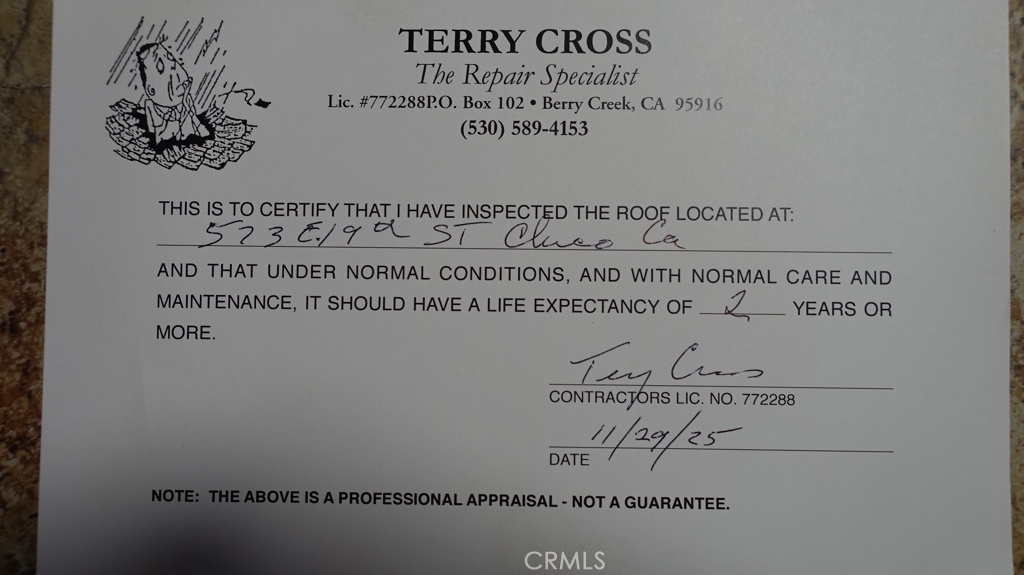 TERRY CROSS
The Repair Specialist
Lic. #772288P.O. Box 102 • Berry Creek, CA 95916
(530) 589-4153
THIS IS TO CERTIFY THAT I HAVE INSPECTED THE ROOF LOCATED AT:
573 E. 19th ST Chico Ca
AND THAT UNDER NORMAL CONDITIONS, AND WITH NORMAL CARE AND
MAINTENANCE, IT SHOULD HAVE A LIFE EXPECTANCY OF 2 YEARS OR
MORE.
Terry Cross
CONTRACTORS LIC. NO. 772288
11/29/25
DATE
NOTE: THE ABOVE IS A PROFESSIONAL APPRAISAL - NOT A GUARANTEE.
CRMLS